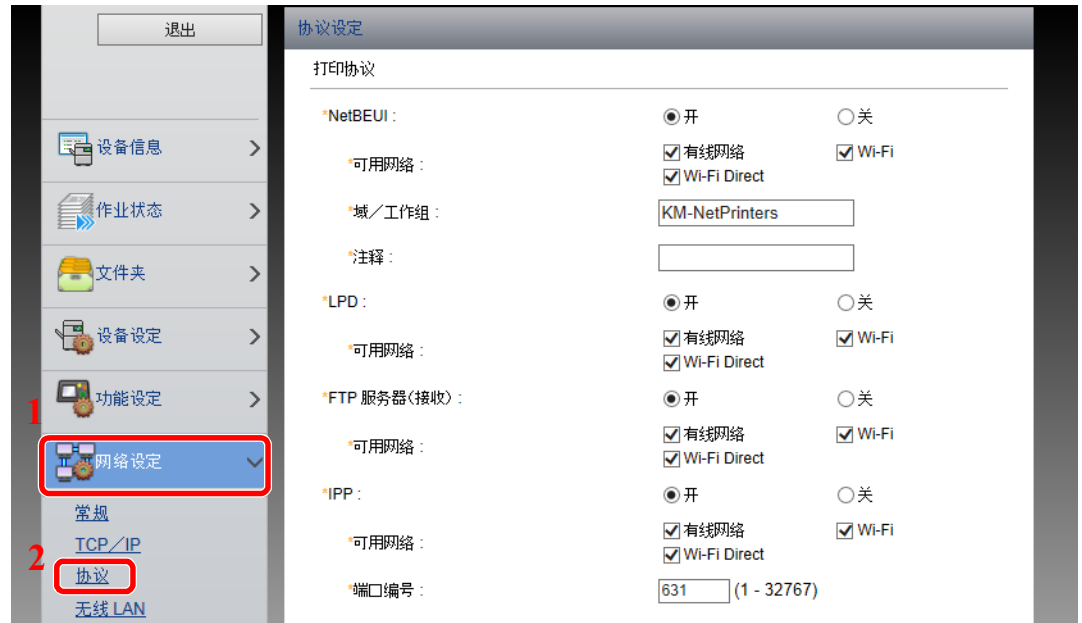 退出
设备信息
作业状态
文件夹
设备设定
功能设定
1
网络设定
常规
TCP／IP
2
协议
无线 LAN
协议设定
打印协议
*NetBEUI : 开 关
*可用网络 : 有线网络 Wi-Fi
Wi-Fi Direct
*域／工作组 : KM-NetPrinters
*注释 :
*LPD : 开 关
*可用网络 : 有线网络 Wi-Fi
Wi-Fi Direct
*FTP 服务器(接收) : 开 关
*可用网络 : 有线网络 Wi-Fi
Wi-Fi Direct
*IPP : 开 关
*可用网络 : 有线网络 Wi-Fi
Wi-Fi Direct
*端口编号 : 631 (1 - 32767)